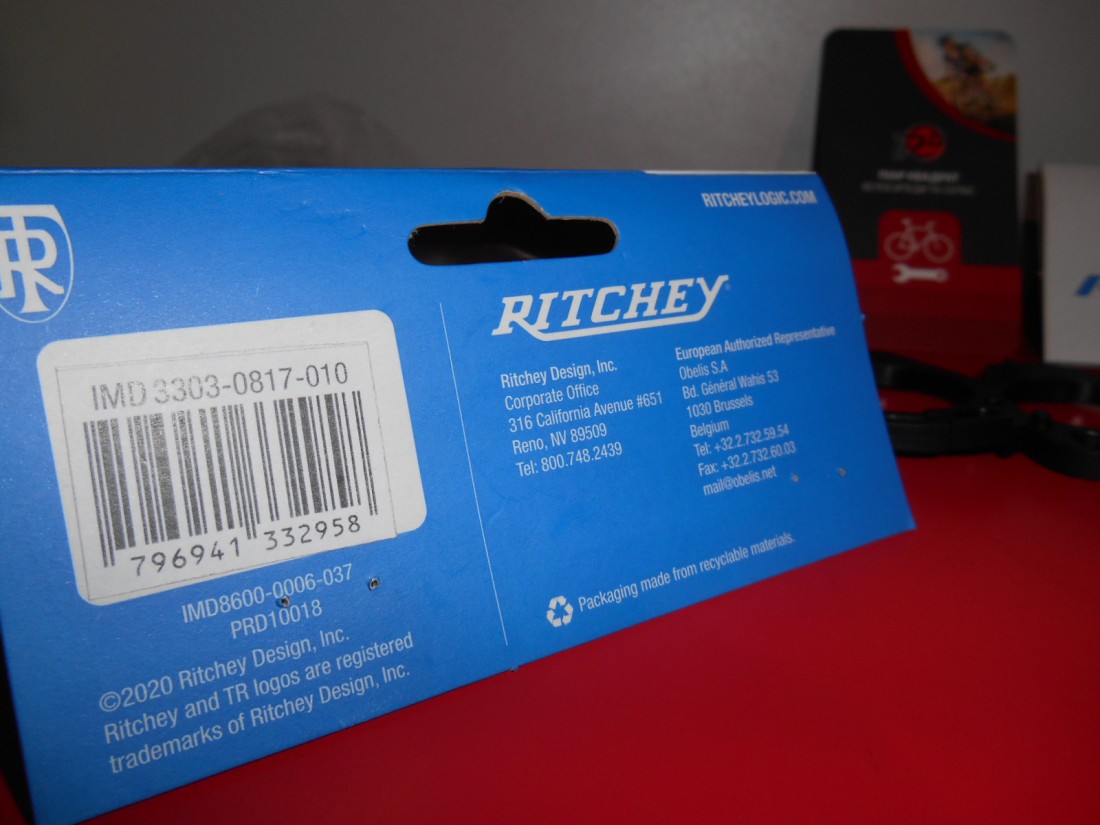 TR
IMD 3303-0817-010
796941 332958
IMD8600-0006-037
PRD10018
©2020 Ritchey Design, Inc.
Ritchey and TR logos are registered
trademarks of Ritchey Design, Inc.
RITCHEYLOGIC.COM
RITCHEY
Ritchey Design, Inc.
Corporate Office
316 California Avenue #651
Reno, NV 89509
Tel: 800.748.2439
European Authorized Representative
Obelis S.A
Bd. Général Wahis 53
1030 Brussels
Belgium
Tel: +32.2.732.59.54
Fax: +32.2.732.60.03
mail@obelis.net
Packaging made from recyclable materials.